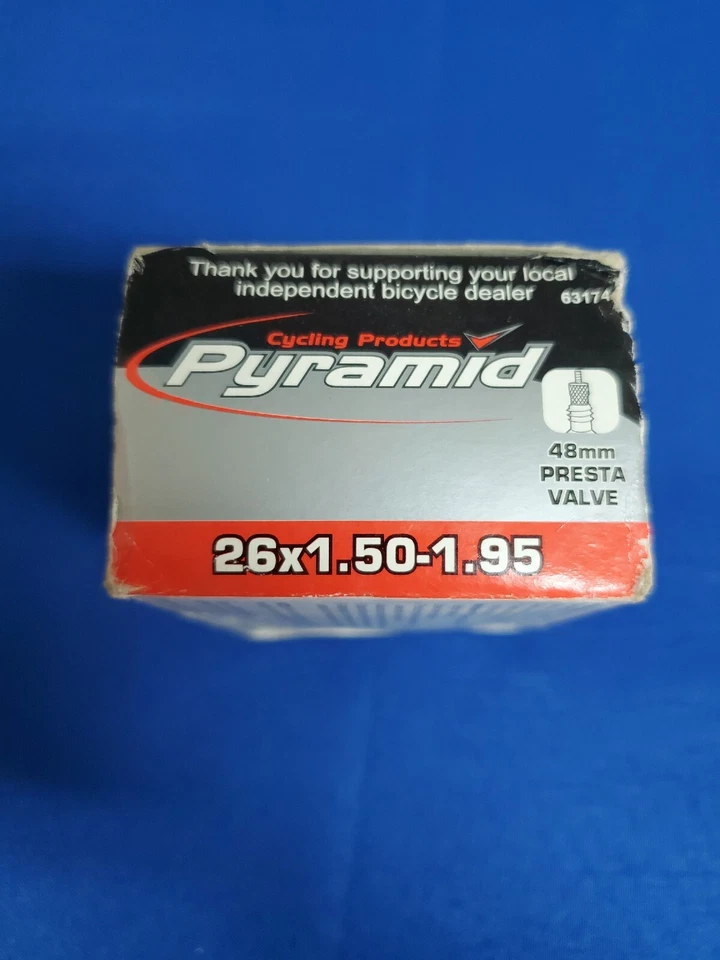 Thank you for supporting your local
independent bicycle dealer 63174
Cycling Products
Pyramid
48mm
PRESTA
VALVE
26x1.50-1.95